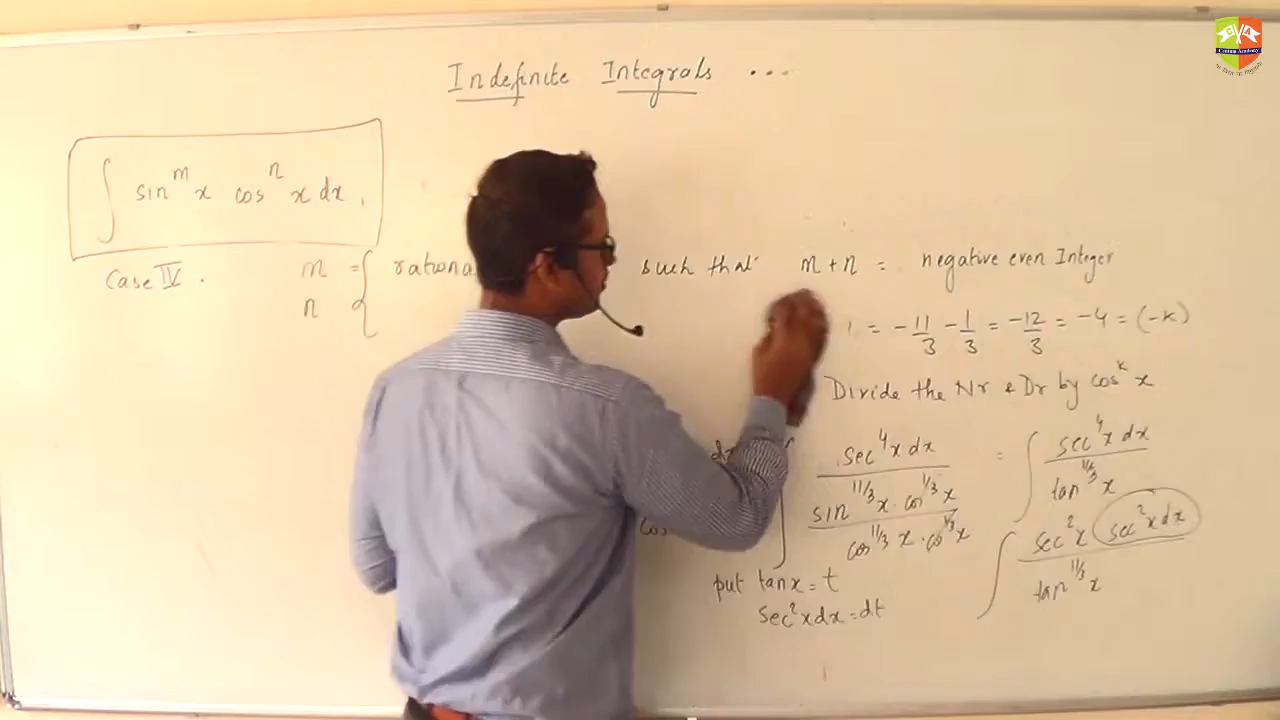 Indefinite Integrals ...
∫ sin^m x cos^n x dx,
Case IV. m = { such that m+n = negative even Integer
n
= -11/3 - 1/3 = -12/3 = -4 = (-k)
Divide the Nr & Dr by cos^k x
∫ sec^4 x dx / (sin^(11/3) x · cos^(1/3) x / cos^(11/3) x · cos^(1/3) x) = ∫ sec^4 x dx / tan^(11/3) x
∫ sec^2 x sec^2 x dx / tan^(11/3) x
put tan x = t
sec^2 x dx = dt
Centum Academy